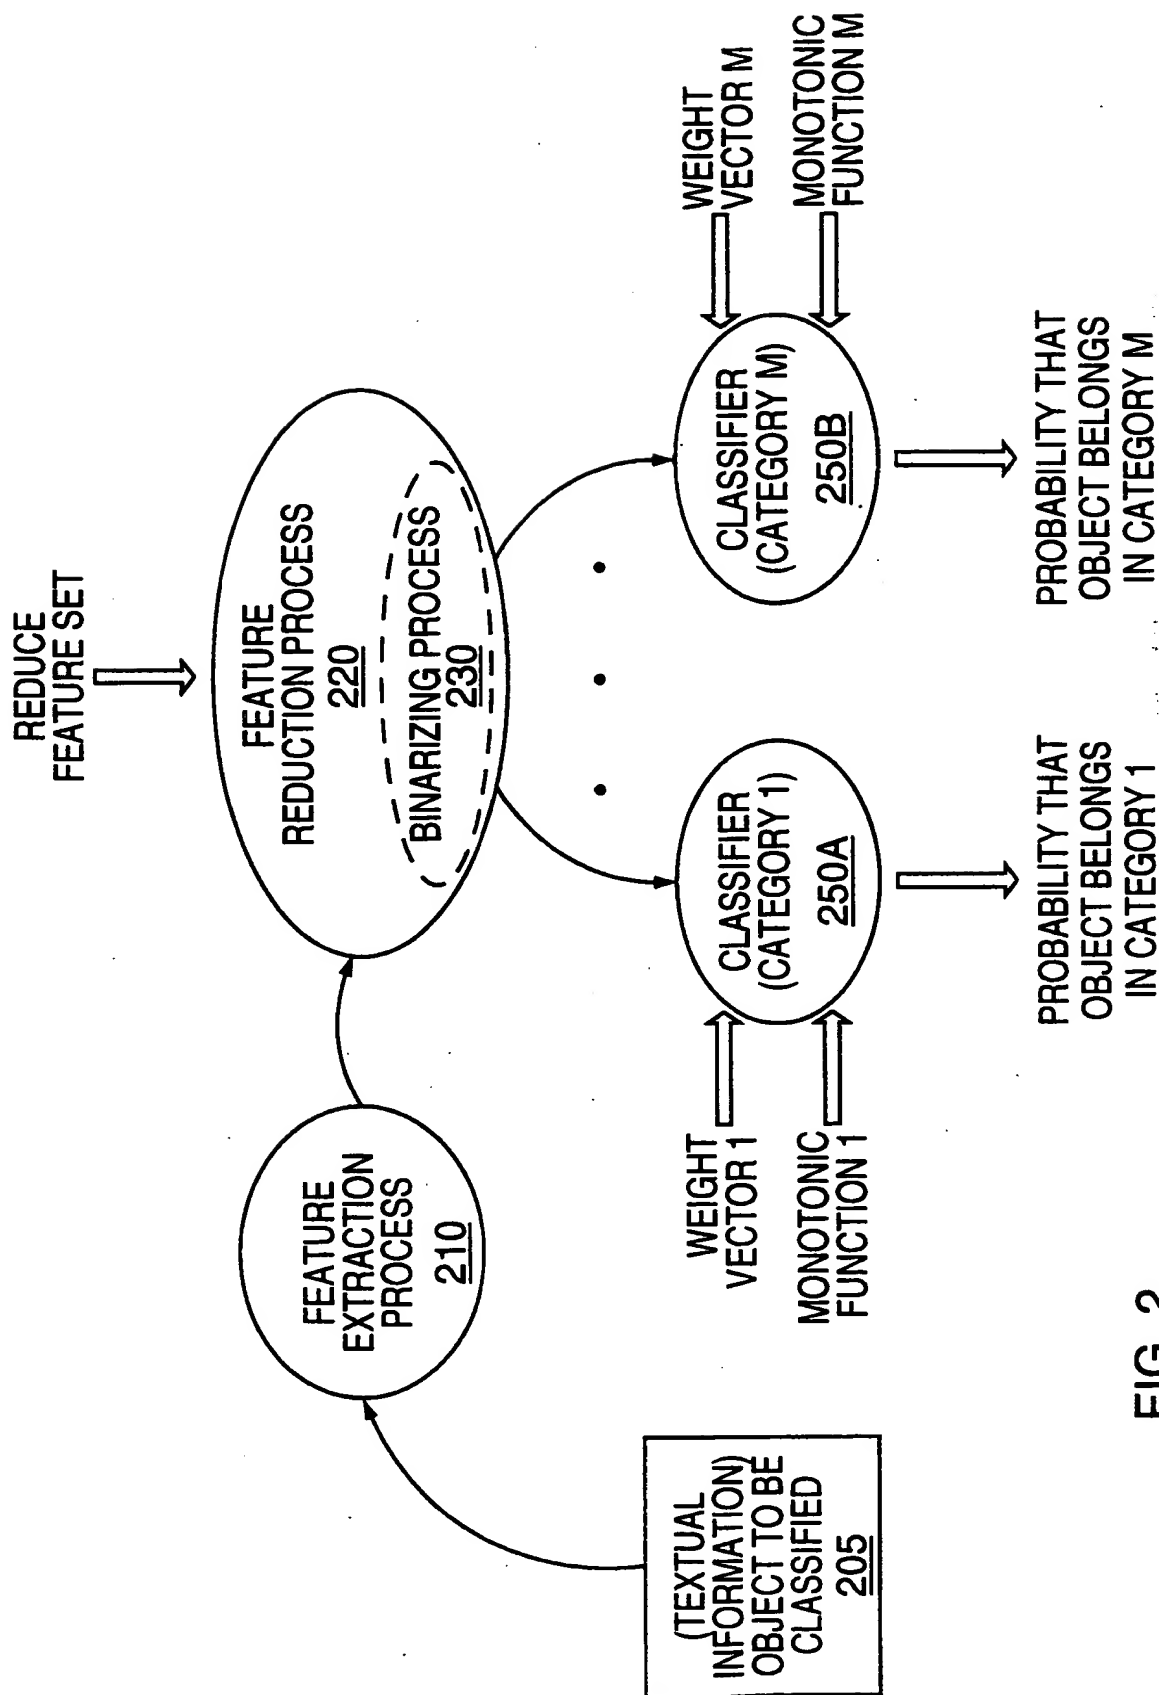 REDUCE
FEATURE SET
FEATURE
REDUCTION PROCESS
220
BINARIZING PROCESS
230
FEATURE
EXTRACTION
PROCESS
210
(TEXTUAL
INFORMATION)
OBJECT TO BE
CLASSIFIED
205
WEIGHT
VECTOR 1
MONOTONIC
FUNCTION 1
CLASSIFIER
(CATEGORY 1)
250A
PROBABILITY THAT
OBJECT BELONGS
IN CATEGORY 1
CLASSIFIER
(CATEGORY M)
250B
WEIGHT
VECTOR M
MONOTONIC
FUNCTION M
PROBABILITY THAT
OBJECT BELONGS
IN CATEGORY M
FIG. 2